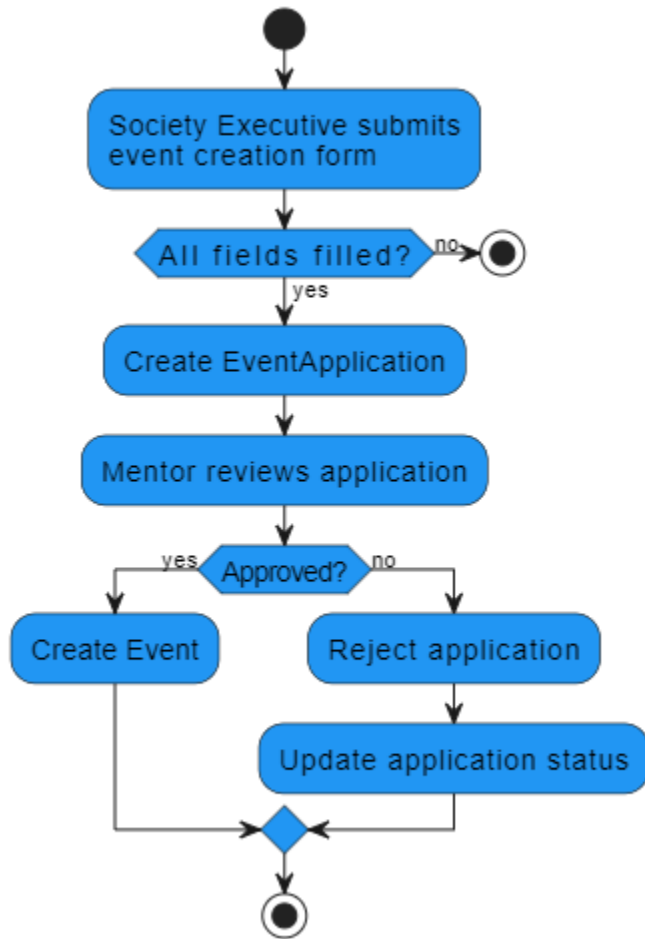 Society Executive submits
event creation form
All fields filled?
no
yes
Create EventApplication
Mentor reviews application
yes
Approved?
no
Create Event
Reject application
Update application status